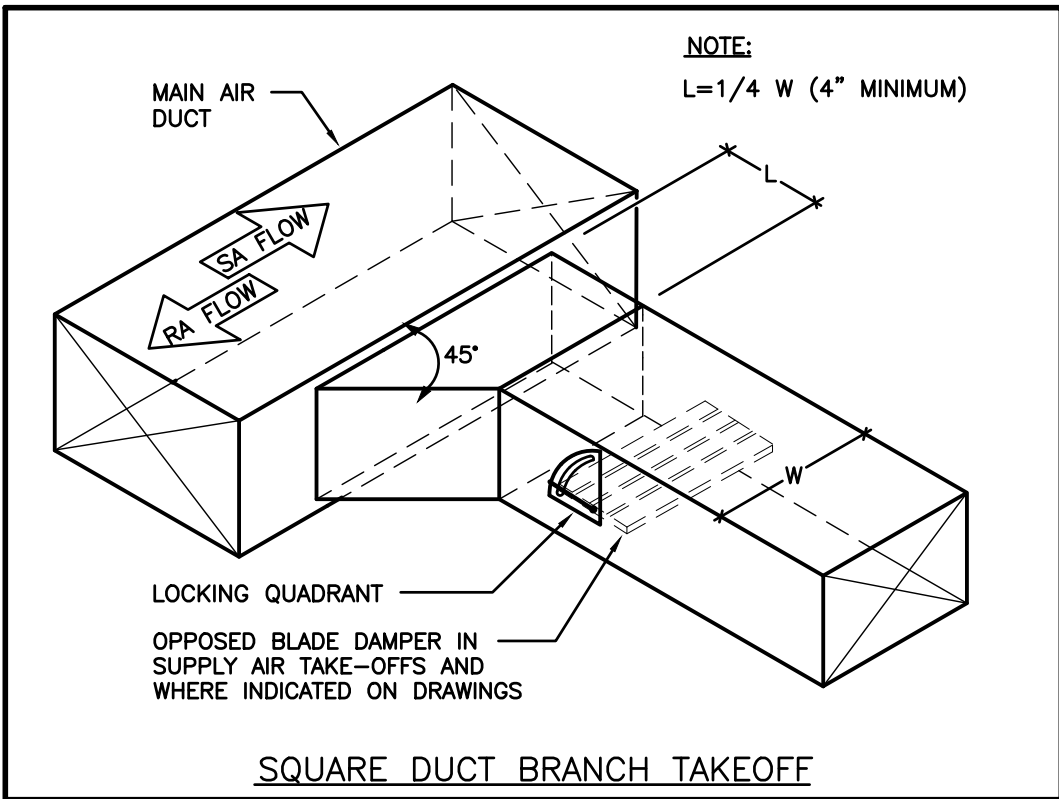 NOTE:
L=1/4 W (4" MINIMUM)
MAIN AIR
DUCT
L
SA FLOW
RA FLOW
45°
W
LOCKING QUADRANT
OPPOSED BLADE DAMPER IN
SUPPLY AIR TAKE-OFFS AND
WHERE INDICATED ON DRAWINGS
SQUARE DUCT BRANCH TAKEOFF